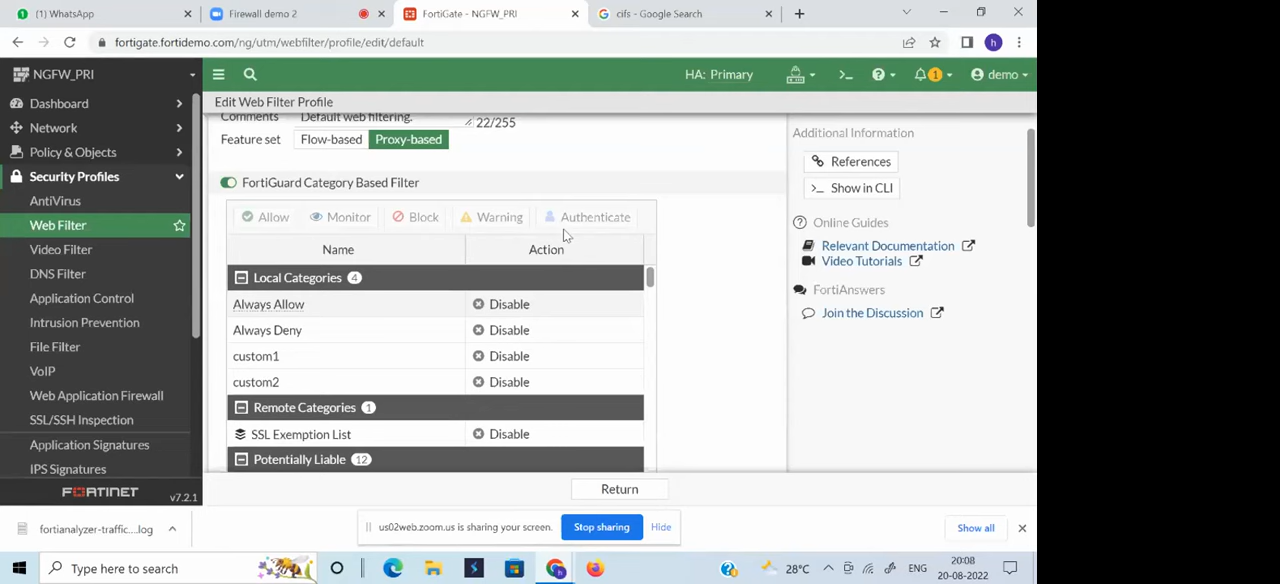 (1) WhatsApp
Firewall demo 2
FortiGate - NGFW_PRI
cifs - Google Search
fortigate.fortidemo.com/ng/utm/webfilter/profile/edit/default
h
NGFW_PRI
HA: Primary
1
demo
Dashboard
Network
Policy & Objects
Security Profiles
AntiVirus
Web Filter
Video Filter
DNS Filter
Application Control
Intrusion Prevention
File Filter
VoIP
Web Application Firewall
SSL/SSH Inspection
Application Signatures
IPS Signatures
FORTINET v7.2.1
Edit Web Filter Profile
Comments Default web filtering. 22/255
Feature set Flow-based Proxy-based
FortiGuard Category Based Filter
Allow Monitor Block Warning Authenticate
Name Action
Local Categories 4
Always Allow Disable
Always Deny Disable
custom1 Disable
custom2 Disable
Remote Categories 1
SSL Exemption List Disable
Potentially Liable 12
Return
Additional Information
References
>_ Show in CLI
Online Guides
Relevant Documentation
Video Tutorials
FortiAnswers
Join the Discussion
fortianalyzer-traffic....log
us02web.zoom.us is sharing your screen. Stop sharing Hide
Show all
Type here to search
28°C
ENG
20:08
20-08-2022